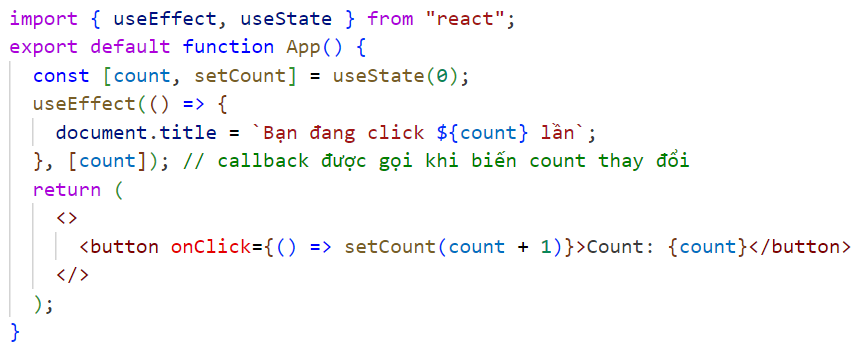 import { useEffect, useState } from "react";
export default function App() {
  const [count, setCount] = useState(0);
  useEffect(() => {
    document.title = `Bạn đang click ${count} lần`;
  }, [count]); // callback được gọi khi biến count thay đổi
  return (
    <>
      <button onClick={() => setCount(count + 1)}>Count: {count}</button>
    </>
  );
}